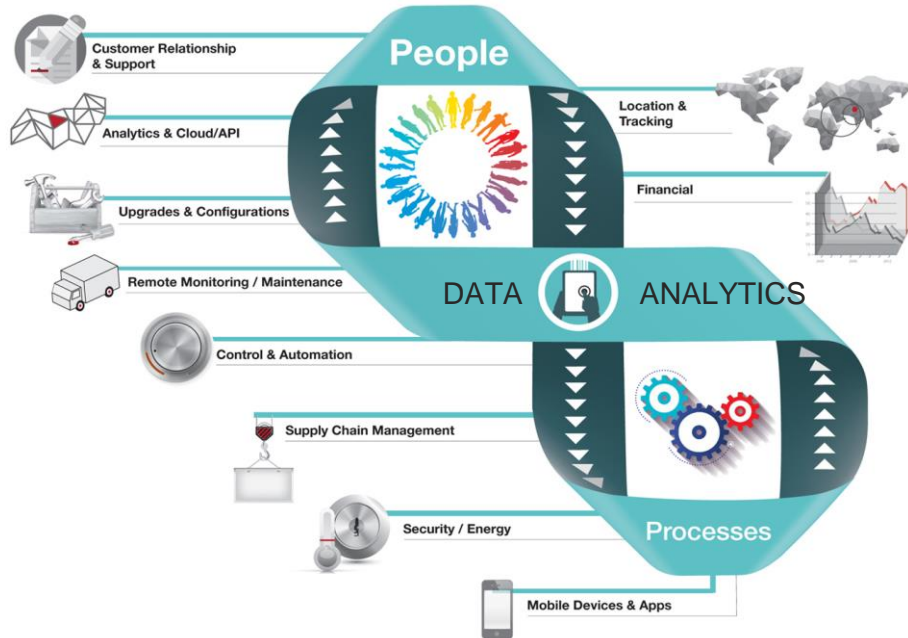 People
Customer Relationship
& Support
Location &
Tracking
Analytics & Cloud/API
Financial
Upgrades & Configurations
Remote Monitoring / Maintenance
DATA
ANALYTICS
Control & Automation
Supply Chain Management
Security / Energy
Processes
Mobile Devices & Apps